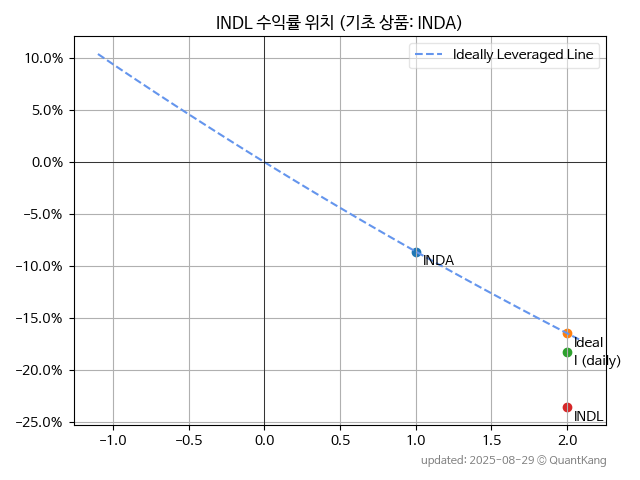 INDL 수익률 위치 (기초 상품: INDA)
Ideally Leveraged Line
10.0%
5.0%
0.0%
−5.0%
−10.0%
−15.0%
−20.0%
−25.0%
INDA
Ideal
I (daily)
INDL
−1.0
−0.5
0.0
0.5
1.0
1.5
2.0
updated: 2025-08-29 © QuantKang